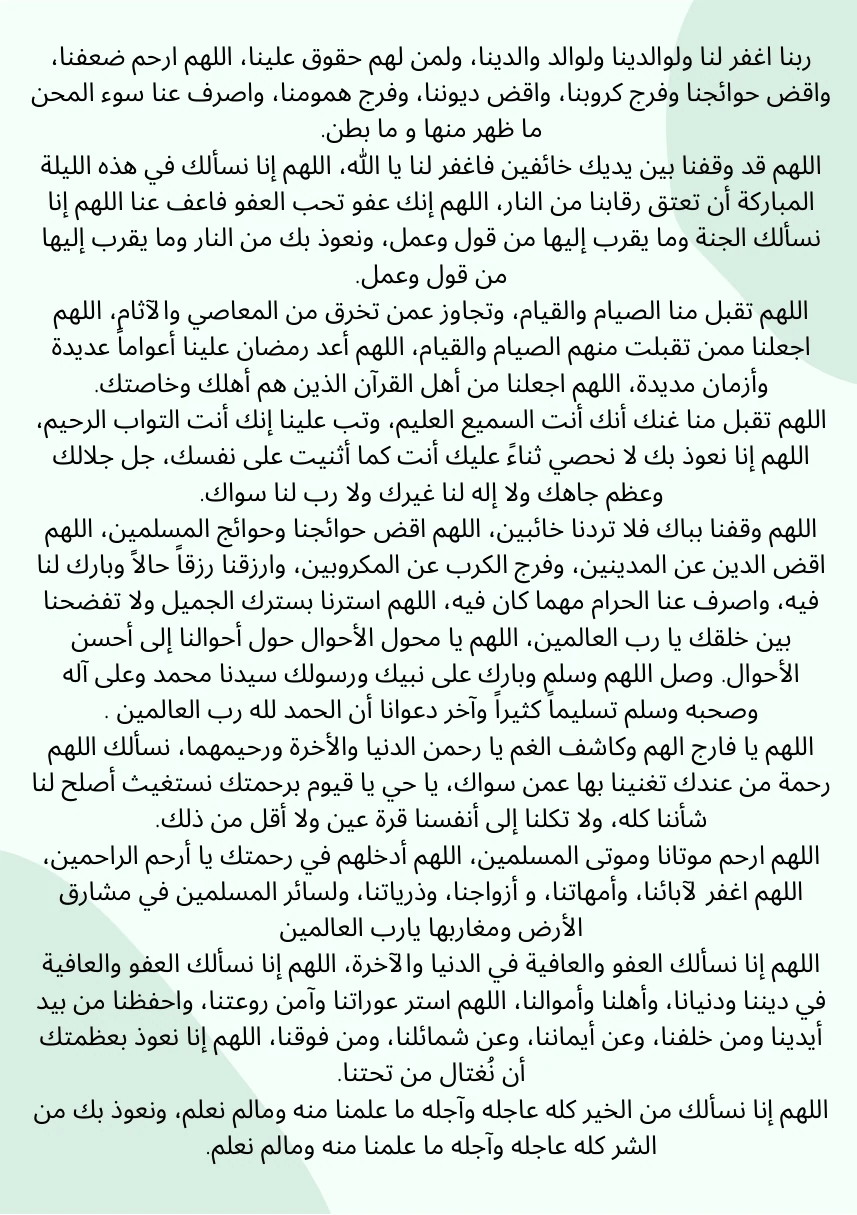 ربنا اغفر لنا ولوالدينا ولوالد والدينا، ولمن لهم حقوق علينا، اللهم ارحم ضعفنا،
واقض حوائجنا وفرج كروبنا، واقض ديوننا، وفرج همومنا، واصرف عنا سوء المحن
ما ظهر منها و ما بطن.
اللهم قد وقفنا بين يديك خائفين فاغفر لنا يا الله، اللهم إنا نسألك في هذه الليلة
المباركة أن تعتق رقابنا من النار، اللهم إنك عفو تحب العفو فاعف عنا اللهم إنا
نسألك الجنة وما يقرب إليها من قول وعمل، ونعوذ بك من النار وما يقرب إليها
من قول وعمل.
اللهم تقبل منا الصيام والقيام، وتجاوز عمن تخرق من المعاصي والآثام، اللهم
اجعلنا ممن تقبلت منهم الصيام والقيام، اللهم أعد رمضان علينا أعواماً عديدة
وأزمان مديدة، اللهم اجعلنا من أهل القرآن الذين هم أهلك وخاصتك.
اللهم تقبل منا غنك أنك أنت السميع العليم، وتب علينا إنك أنت التواب الرحيم،
اللهم إنا نعوذ بك لا نحصي ثناءً عليك أنت كما أثنيت على نفسك، جل جلالك
وعظم جاهك ولا إله لنا غيرك ولا رب لنا سواك.
اللهم وقفنا بباك فلا تردنا خائبين، اللهم اقض حوائجنا وحوائج المسلمين، اللهم
اقض الدين عن المدينين، وفرج الكرب عن المكروبين، وارزقنا رزقاً حالاً وبارك لنا
فيه، واصرف عنا الحرام مهما كان فيه، اللهم استرنا بسترك الجميل ولا تفضحنا
بين خلقك يا رب العالمين، اللهم يا محول الأحوال حول أحوالنا إلى أحسن
الأحوال. وصل اللهم وسلم وبارك على نبيك ورسولك سيدنا محمد وعلى آله
وصحبه وسلم تسليماً كثيراً وآخر دعوانا أن الحمد لله رب العالمين .
اللهم يا فارج الهم وكاشف الغم يا رحمن الدنيا والأخرة ورحيمهما، نسألك اللهم
رحمة من عندك تغنينا بها عمن سواك، يا حي يا قيوم برحمتك نستغيث أصلح لنا
شأننا كله، ولا تكلنا إلى أنفسنا قرة عين ولا أقل من ذلك.
اللهم ارحم موتانا وموتى المسلمين، اللهم أدخلهم في رحمتك يا أرحم الراحمين،
اللهم اغفر لآبائنا، وأمهاتنا، و أزواجنا، وذرياتنا، ولسائر المسلمين في مشارق
الأرض ومغاربها يارب العالمين
اللهم إنا نسألك العفو والعافية في الدنيا والآخرة، اللهم إنا نسألك العفو والعافية
في ديننا ودنيانا، وأهلنا وأموالنا، اللهم استر عوراتنا وآمن روعتنا، واحفظنا من بيد
أيدينا ومن خلفنا، وعن أيماننا، وعن شمائلنا، ومن فوقنا، اللهم إنا نعوذ بعظمتك
أن نُغتال من تحتنا.
اللهم إنا نسألك من الخير كله عاجله وآجله ما علمنا منه ومالم نعلم، ونعوذ بك من
الشر كله عاجله وآجله ما علمنا منه ومالم نعلم.